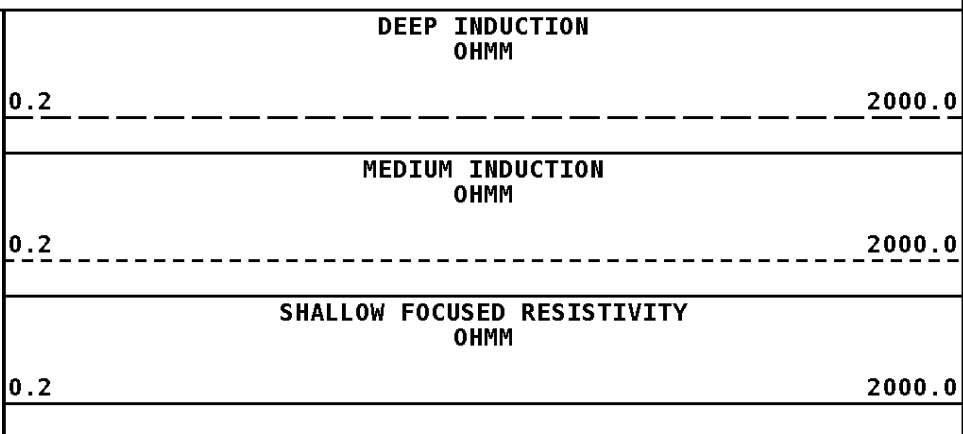 DEEP INDUCTION
OHMM
0.2 2000.0
MEDIUM INDUCTION
OHMM
0.2 2000.0
SHALLOW FOCUSED RESISTIVITY
OHMM
0.2 2000.0